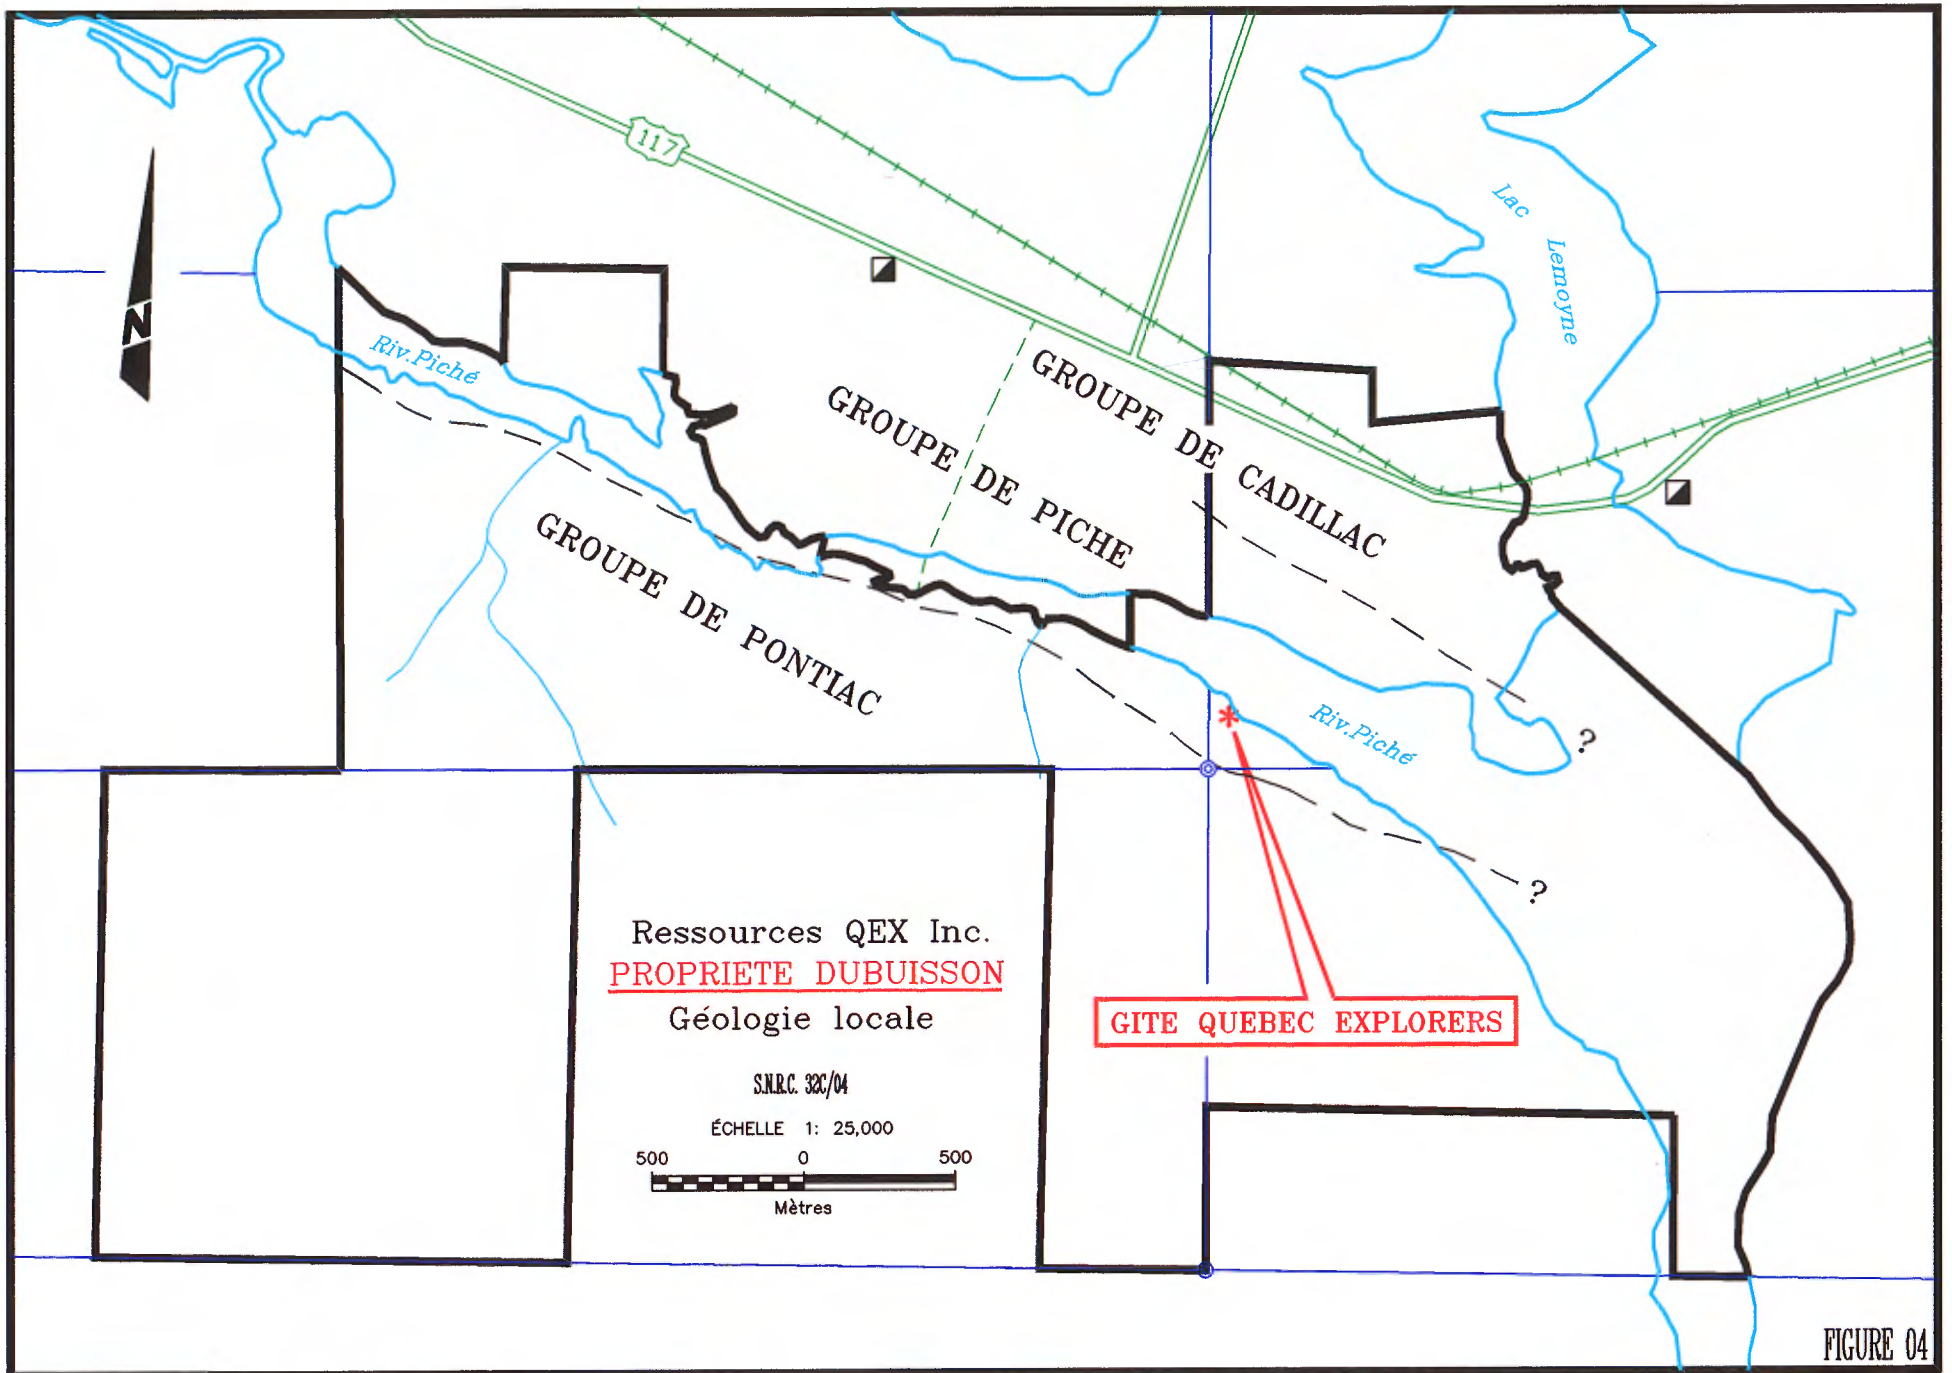 117
Lac
Lemoyne
N
Riv.Piché
GROUPE DE CADILLAC
GROUPE DE PICHE
GROUPE DE PONTIAC
Riv.Piché
?
?
Ressources QEX Inc.
PROPRIETE DUBUISSON
Géologie locale
GITE QUEBEC EXPLORERS
S.N.R.C. 32C/04
ÉCHELLE 1: 25,000
500 0 500
Mètres
FIGURE 04